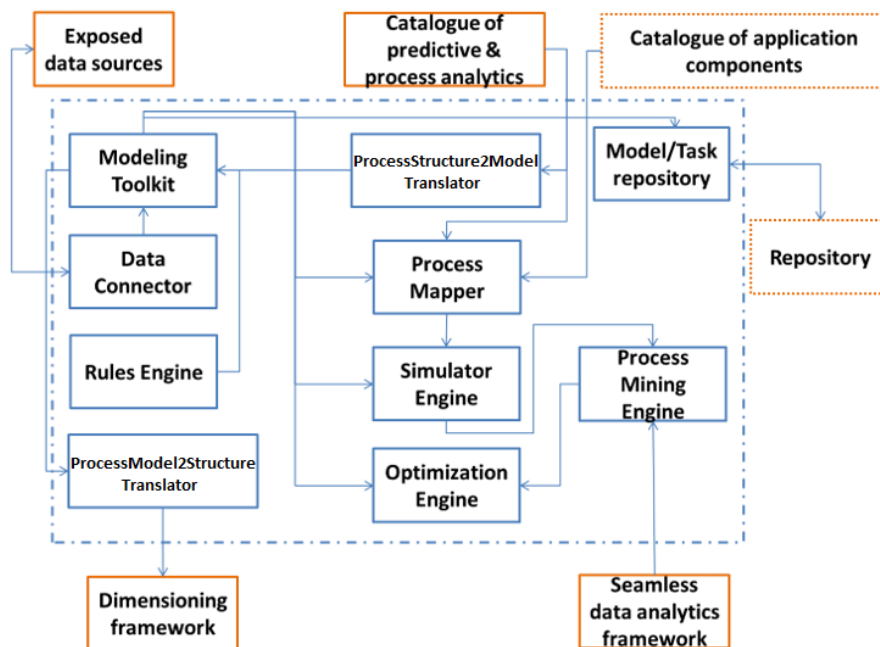 Exposed
data sources
Catalogue of
predictive &
process analytics
Catalogue of application
components
Modeling
Toolkit
ProcessStructure2Model
Translator
Model/Task
repository
Data
Connector
Process
Mapper
Repository
Rules Engine
Simulator
Engine
Process
Mining
Engine
ProcessModel2Structure
Translator
Optimization
Engine
Dimensioning
framework
Seamless
data analytics
framework